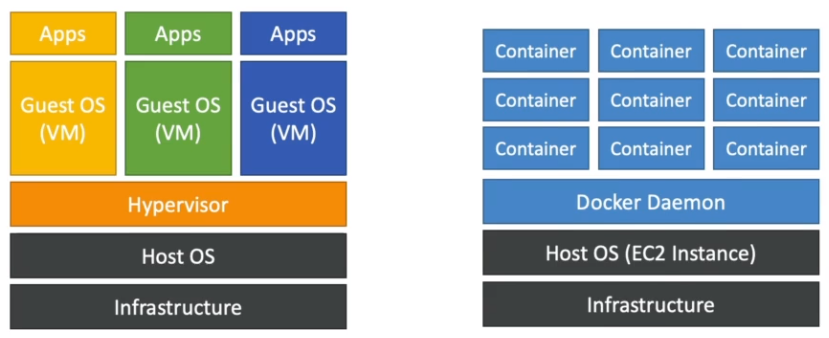 Apps
Apps
Apps
Guest OS
(VM)
Guest OS
(VM)
Guest OS
(VM)
Hypervisor
Host OS
Infrastructure
Container
Container
Container
Container
Container
Container
Container
Container
Container
Docker Daemon
Host OS (EC2 Instance)
Infrastructure